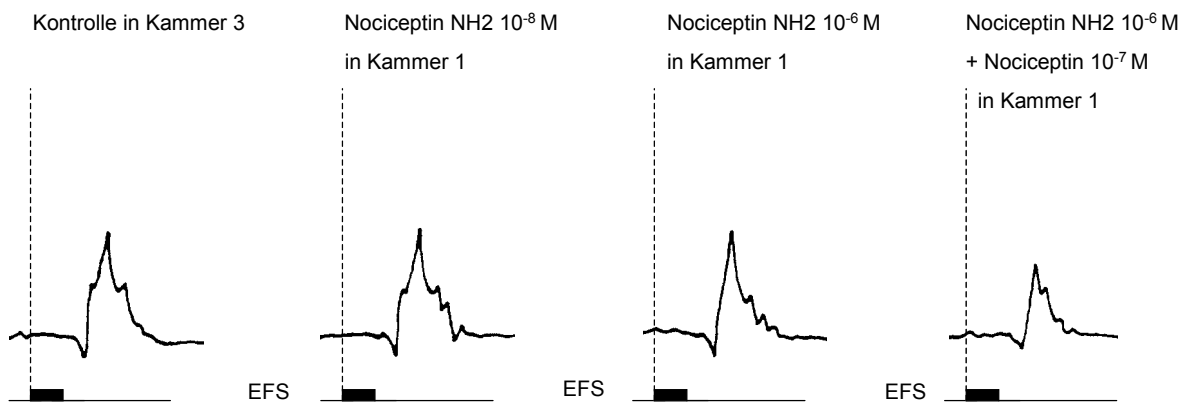 Kontrolle in Kammer 3
Nociceptin NH2 10⁻⁸ M
in Kammer 1
Nociceptin NH2 10⁻⁶ M
in Kammer 1
Nociceptin NH2 10⁻⁶ M
+ Nociceptin 10⁻⁷ M
in Kammer 1
EFS
EFS
EFS